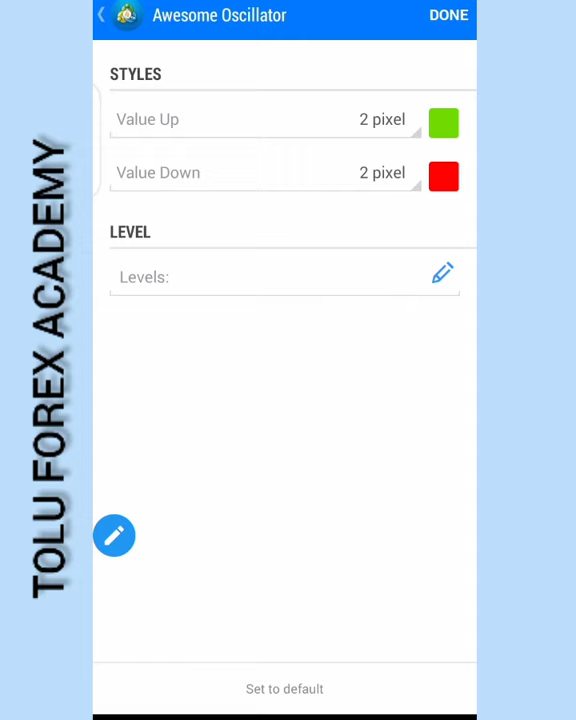 Awesome Oscillator
DONE
STYLES
Value Up
2 pixel
Value Down
2 pixel
LEVEL
Levels:
Set to default
TOLU FOREX ACADEMY